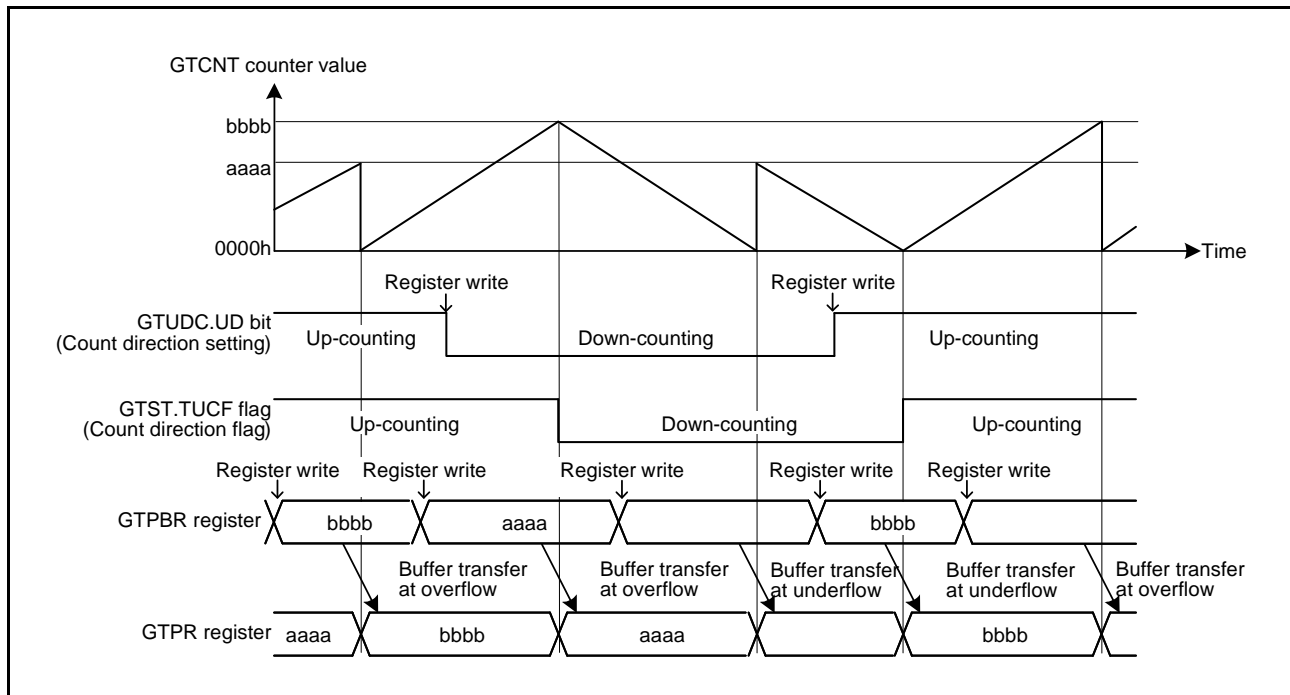 GTCNT counter value
bbbb
aaaa
0000h
Time
Register write
Register write
GTUDC.UD bit
(Count direction setting)
Up-counting
Down-counting
Up-counting
GTST.TUCF flag
(Count direction flag)
Up-counting
Down-counting
Up-counting
Register write
Register write
Register write
Register write
Register write
GTPBR register
bbbb
aaaa
bbbb
Buffer transfer
at overflow
Buffer transfer
at overflow
Buffer transfer
at underflow
Buffer transfer
at underflow
Buffer transfer
at overflow
GTPR register
aaaa
bbbb
aaaa
bbbb